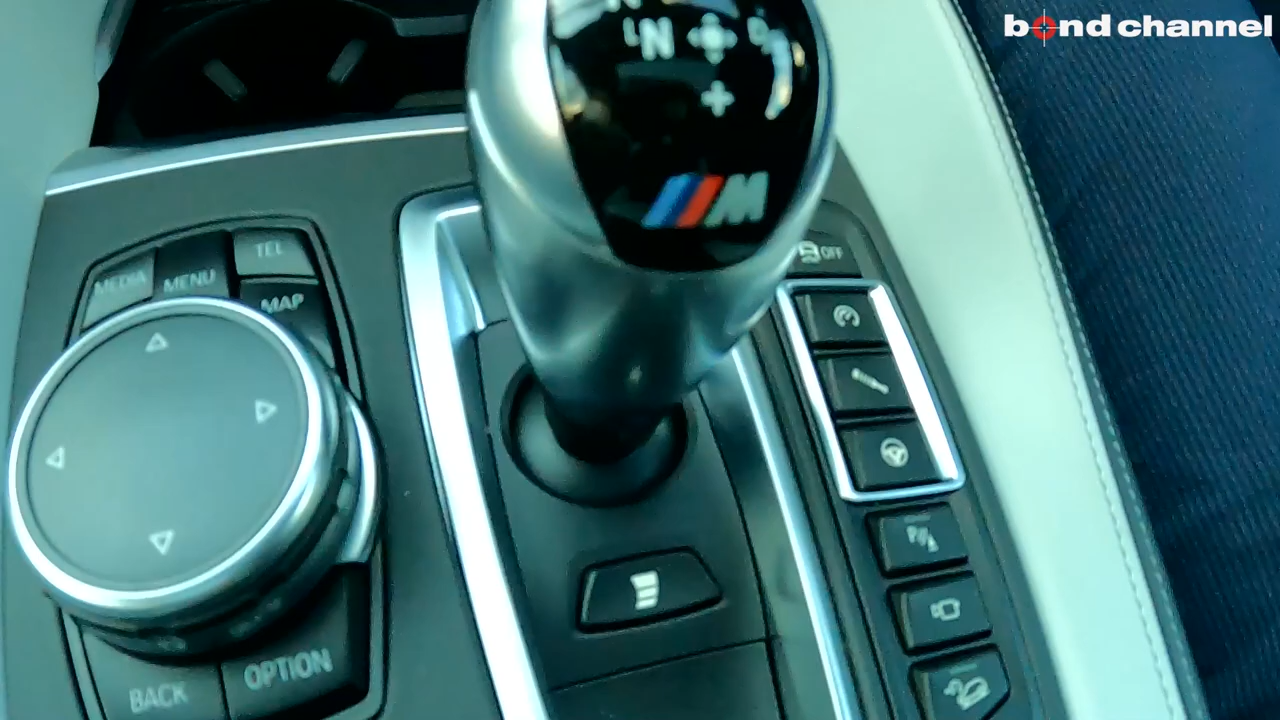 bond channel
N
L N D/S
+
M
OFF
MEDIA MENU TEL
MAP
BACK OPTION